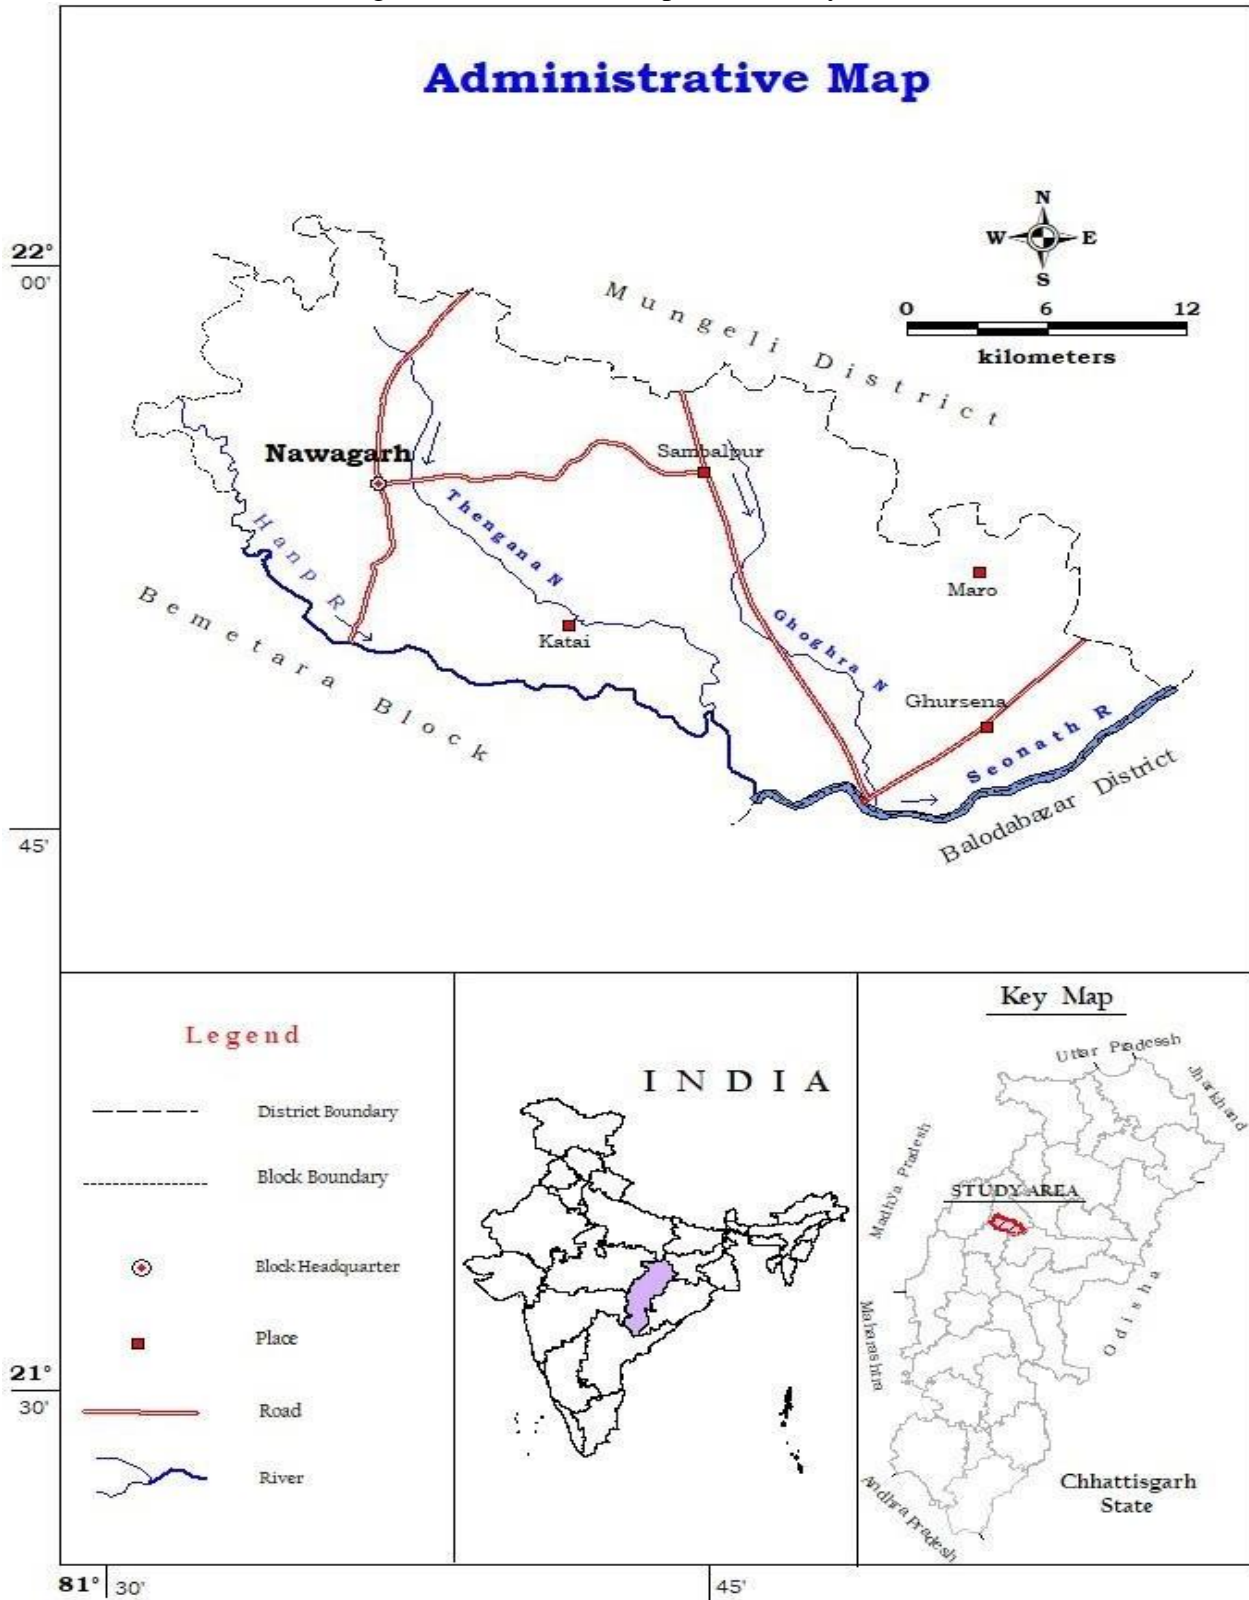 Administrative Map
N
W E
S
22°
00'
0 6 12
kilometers
Mungeli District
Nawagarh
Sambalpur
Thengana N
Hanp R
Maro
Katai
Ghoghra N
Bemetara Block
Ghursena
Seonath R
Balodabazar District
45'
Legend
District Boundary
Block Boundary
Block Headquarter
Place
Road
River
INDIA
Key Map
Uttar Pradessh
Jharkhand
Madhya Pradesh
STUDY AREA
Odisha
Maharashtra
Chhattisgarh
State
Andhra Pradesh
21°
30'
81° 30' 45'